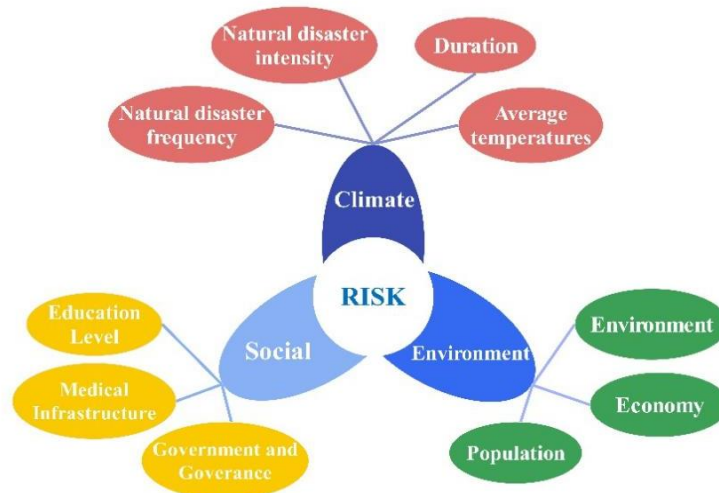 Natural disaster
intensity
Duration
Natural disaster
frequency
Average
temperatures
Climate
RISK
Education
Level
Social
Environment
Environment
Medical
Infrastructure
Economy
Government and
Goverance
Population